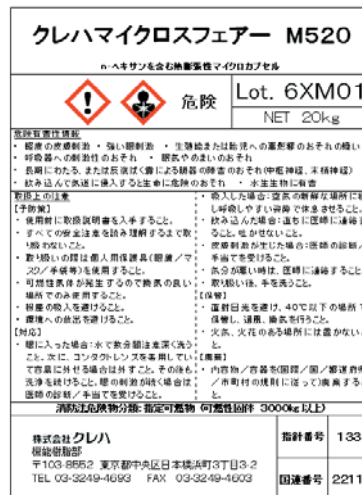 クレハマイクロスフェアー M520
n-ヘキサンを含む熱膨張性マイクロカプセル
危険
Lot. 6XM01
NET 20kg
危険有害性情報
・軽度の皮膚刺激 ・強い眼刺激 ・生殖能または胎児への悪影響のおそれの疑い
・呼吸器への刺激性のおそれ ・眠気やめまいのおそれ
・長期にわたる、または反復ばく露による臓器の障害のおそれ(中枢神経、末梢神経)
・飲み込んで気道に侵入すると生命に危険のおそれ ・水生生物に有害
取扱上の注意
【予防策】
・使用前に取扱説明書を入手すること。
・すべての安全注意を読み理解するまで取
り扱わないこと。
・取り扱いの際は個人用保護具(眼鏡/マ
スク/手袋等)を使用すること。
・可燃性気体が発生するので換気の良い
場所でのみ使用すること。
・粉塵の吸入を避けること。
・環境への放出を避けること。
【対応】
・眼に入った場合:水で数分間注意深く洗う
こと。次に、コンタクトレンズを着用してい
て容易に外せる場合は外すこと。その後も
洗浄を続けること。眼の刺激が続く場合は
医師の診断/手当てを受けること。
・吸入した場合:空気の新鮮な場所に移
し呼吸しやすい姿勢で休息させること。
・飲み込んだ場合:直ちに医師に連絡す
ること。吐かせないこと。
・皮膚刺激が生じた場合:医師の診断/
手当てを受けること。
・気分が悪い時は、医師に連絡すること
・取り扱い後、手を洗うこと。
【保管】
・直射日光を避け、40℃以下の場所で
保管し、通風、換気を行うこと。
・火気、火花のある場所には置かない
と。
【廃棄】
・内容物/容器を(国際/国/都道府県
/市町村の規則に従って)廃棄する
と。
消防法危険物分類:指定可燃物 (可燃性固体 3000kg以上)
株式会社クレハ
機能樹脂部
〒103-8552 東京都中央区日本橋浜町3丁目3-2
TEL 03-3249-4693 FAX 03-3249-4603
指針番号 133
国連番号 2211